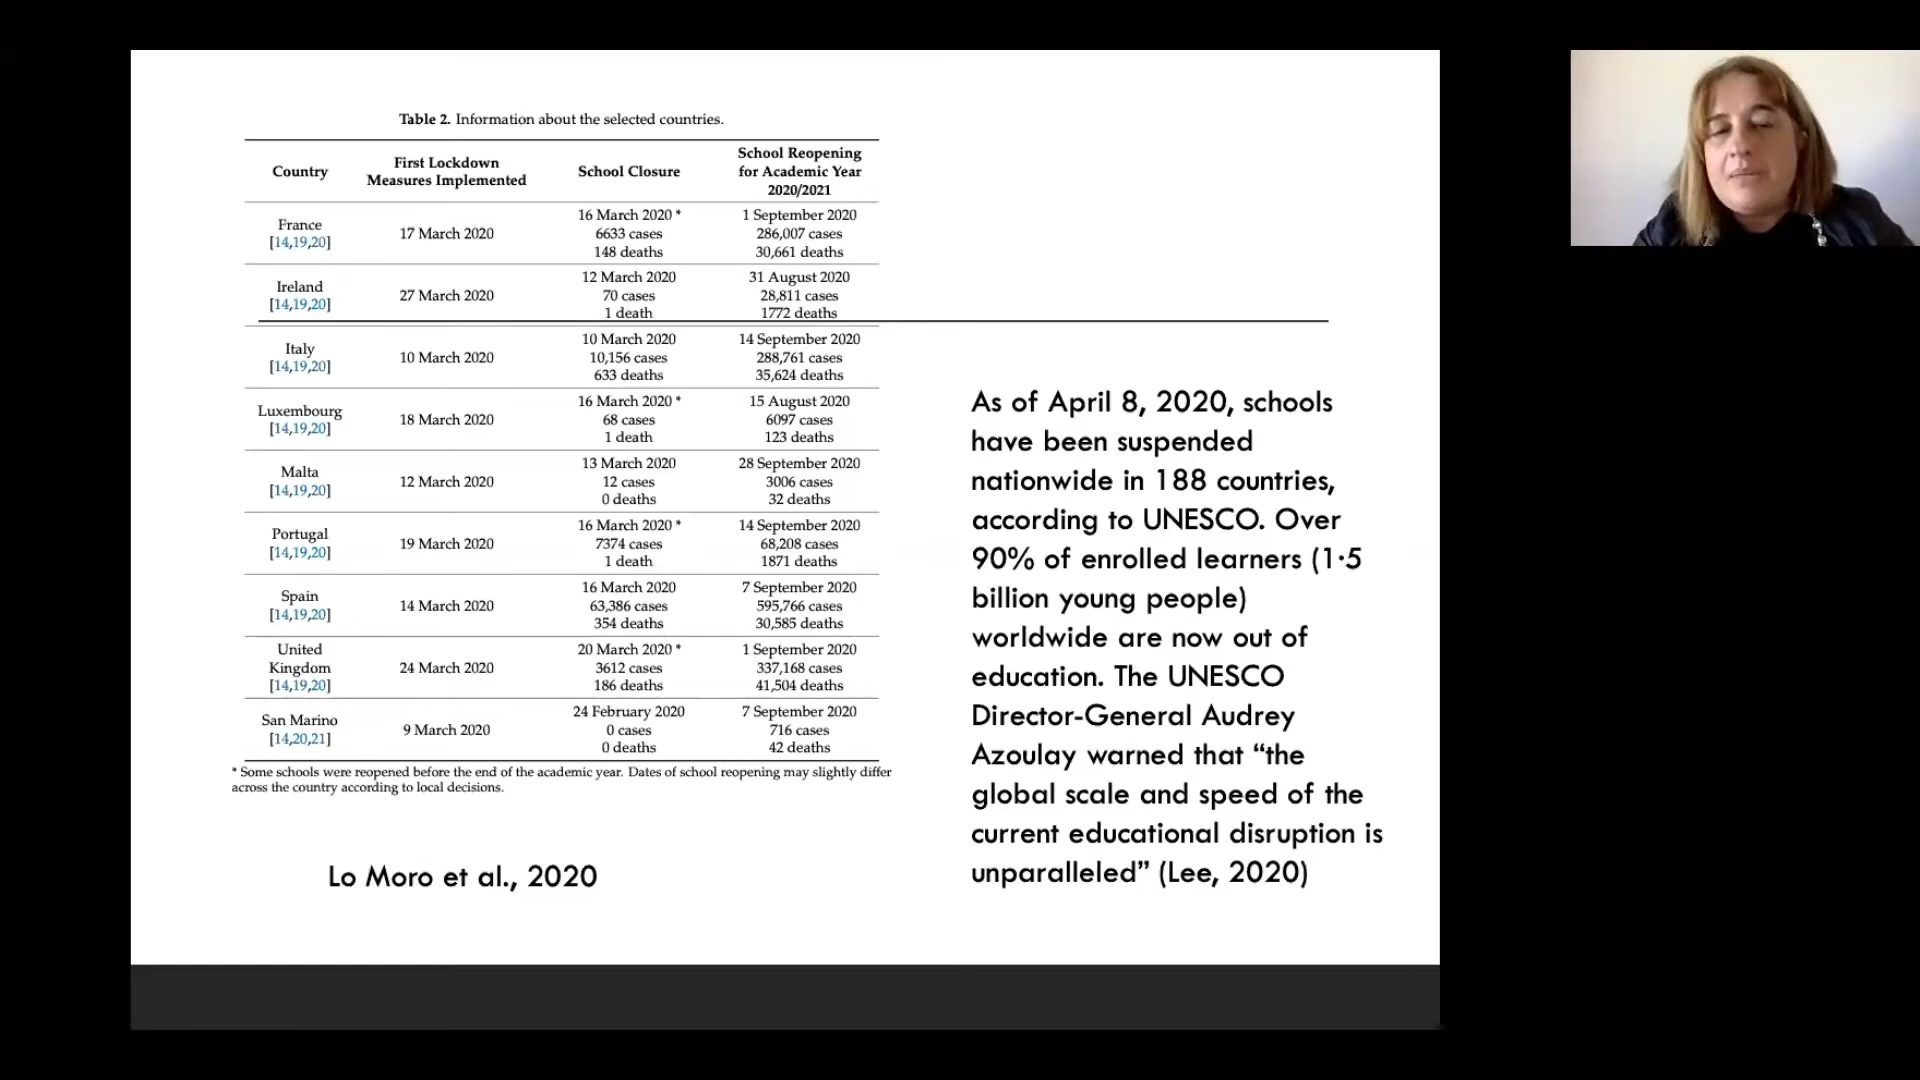 Table 2. Information about the selected countries.
Country
First Lockdown
Measures Implemented
School Closure
School Reopening
for Academic Year
2020/2021
France
[14,19,20]
17 March 2020
16 March 2020 *
6633 cases
148 deaths
1 September 2020
286,007 cases
30,661 deaths
Ireland
[14,19,20]
27 March 2020
12 March 2020
70 cases
1 death
31 August 2020
28,811 cases
1772 deaths
Italy
[14,19,20]
10 March 2020
10 March 2020
10,156 cases
633 deaths
14 September 2020
288,761 cases
35,624 deaths
Luxembourg
[14,19,20]
18 March 2020
16 March 2020 *
68 cases
1 death
15 August 2020
6097 cases
123 deaths
Malta
[14,19,20]
12 March 2020
13 March 2020
12 cases
0 deaths
28 September 2020
3006 cases
32 deaths
Portugal
[14,19,20]
19 March 2020
16 March 2020 *
7374 cases
1 death
14 September 2020
68,208 cases
1871 deaths
Spain
[14,19,20]
14 March 2020
16 March 2020
63,386 cases
354 deaths
7 September 2020
595,766 cases
30,585 deaths
United
Kingdom
[14,19,20]
24 March 2020
20 March 2020 *
3612 cases
186 deaths
1 September 2020
337,168 cases
41,504 deaths
San Marino
[14,20,21]
9 March 2020
24 February 2020
0 cases
0 deaths
7 September 2020
716 cases
42 deaths
* Some schools were reopened before the end of the academic year. Dates of school reopening may slightly differ
across the country according to local decisions.
Lo Moro et al., 2020
As of April 8, 2020, schools
have been suspended
nationwide in 188 countries,
according to UNESCO. Over
90% of enrolled learners (1·5
billion young people)
worldwide are now out of
education. The UNESCO
Director-General Audrey
Azoulay warned that “the
global scale and speed of the
current educational disruption is
unparalleled” (Lee, 2020)